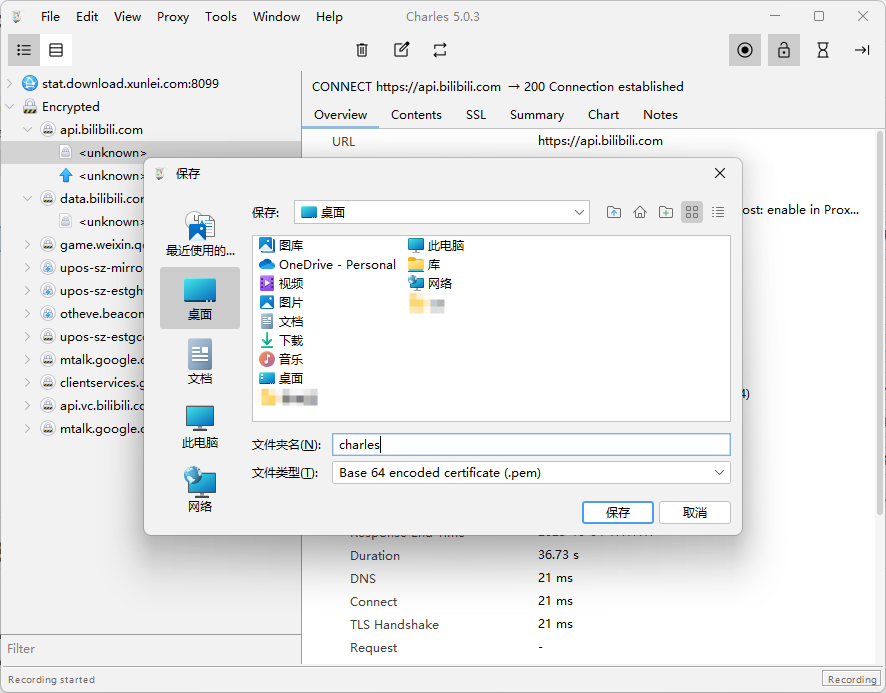 File Edit View Proxy Tools Window Help Charles 5.0.3
stat.download.xunlei.com:8099
Encrypted
api.bilibili.com
<unknown>
<unknown>
data.bilibili.com
<unknown>
game.weixin.qq
upos-sz-mirro
upos-sz-estgh
otheve.beacon
upos-sz-estgc
mtalk.google.c
clientservices.g
api.vc.bilibili.co
mtalk.google.c
Filter
Recording started
CONNECT https://api.bilibili.com → 200 Connection established
Overview Contents SSL Summary Chart Notes
URL https://api.bilibili.com
ost: enable in Prox...
4)
保存
保存: 桌面
最近使用的...
桌面
文档
此电脑
网络
图库
OneDrive - Personal
视频
图片
文档
下载
音乐
桌面
此电脑
库
网络
文件夹名(N): charles
文件类型(T): Base 64 encoded certificate (.pem)
保存 取消
Response End Time
Duration 36.73 s
DNS 21 ms
Connect 21 ms
TLS Handshake 21 ms
Request -
Recording